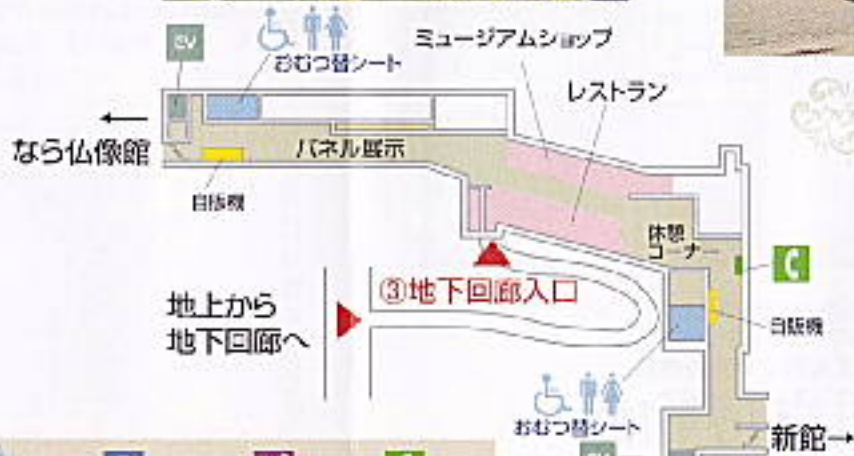 EV
おむつ替シート
ミュージアムショップ
レストラン
なら仏像館
パネル展示
自販機
休憩
コーナー
③地下回廊入口
地上から
地下回廊へ
自販機
おむつ替シート
新館→